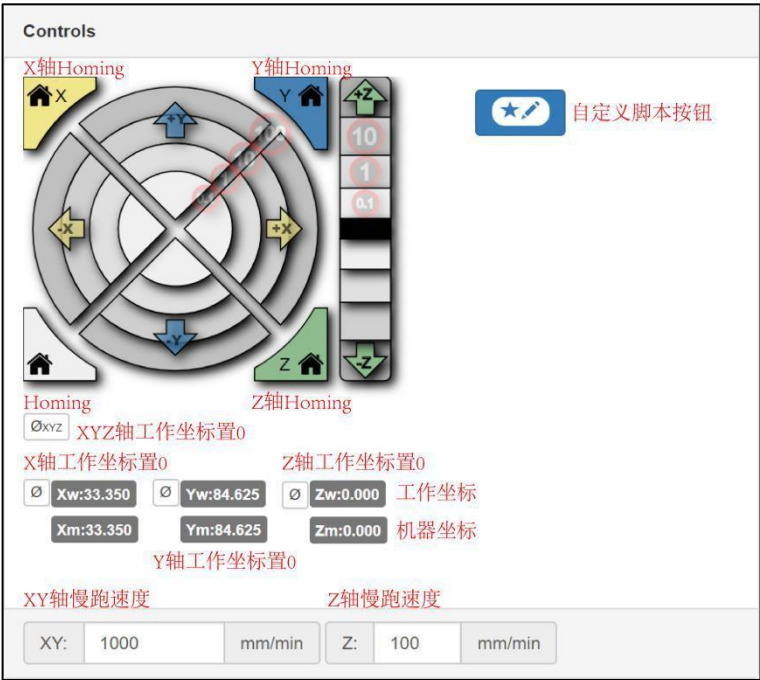 Controls
X轴Homing
Y轴Homing
X
Y
+Z
+Y
100
10
1
0.1
10
1
0.1
自定义脚本按钮
-X
+X
-Y
Z
-Z
Homing
Z轴Homing
ØXYZ
XYZ轴工作坐标置0
X轴工作坐标置0
Z轴工作坐标置0
Ø Xw:33.350 Ø Yw:84.625 Ø Zw:0.000 工作坐标
Xm:33.350 Ym:84.625 Zm:0.000 机器坐标
Y轴工作坐标置0
XY轴慢跑速度
Z轴慢跑速度
XY: 1000 mm/min Z: 100 mm/min